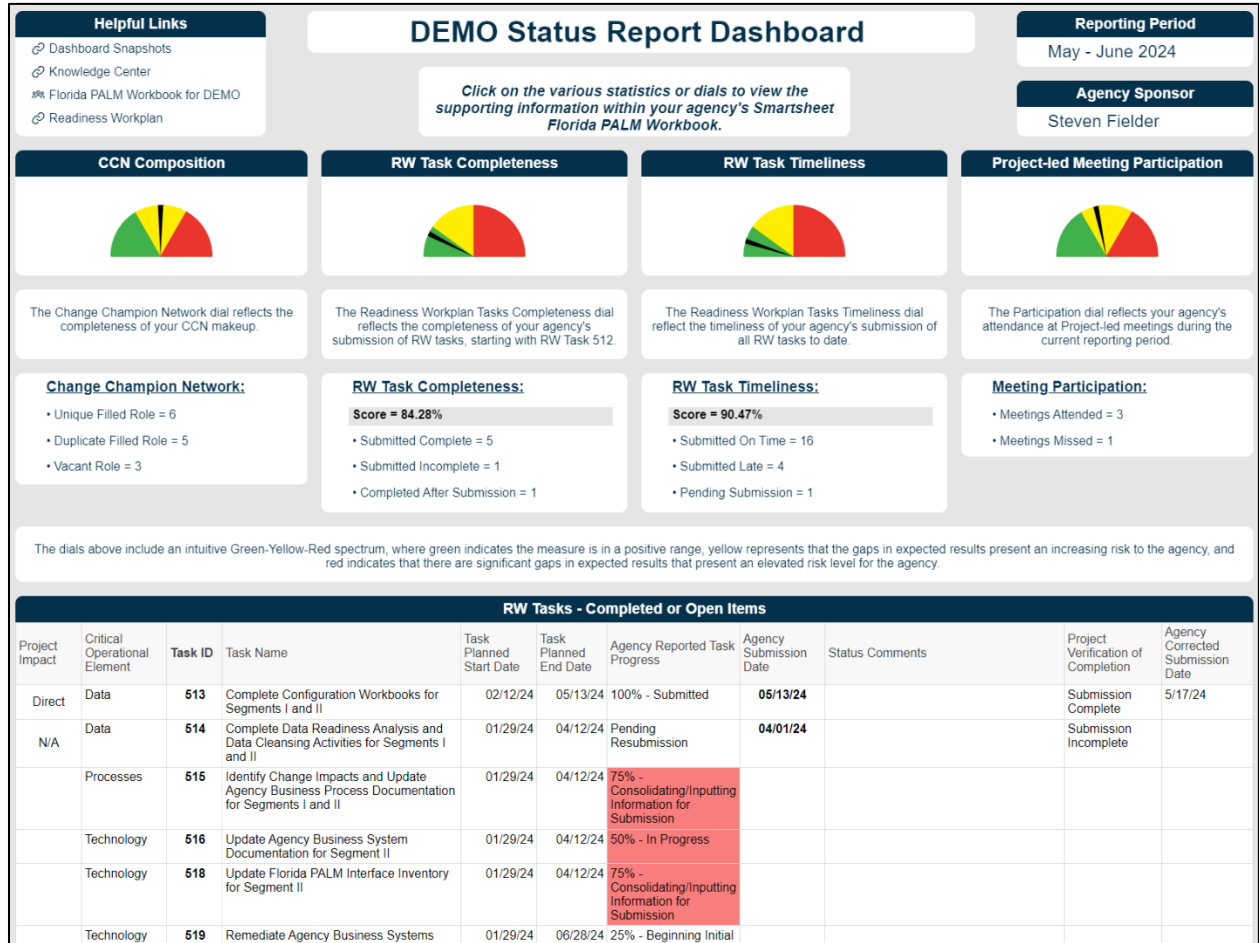 Helpful Links
Dashboard Snapshots
Knowledge Center
Florida PALM Workbook for DEMO
Readiness Workplan
DEMO Status Report Dashboard
Click on the various statistics or dials to view the
supporting information within your agency's Smartsheet
Florida PALM Workbook.
Reporting Period
May - June 2024
Agency Sponsor
Steven Fielder
CCN Composition
RW Task Completeness
RW Task Timeliness
Project-led Meeting Participation
The Change Champion Network dial reflects the
completeness of your CCN makeup.
The Readiness Workplan Tasks Completeness dial
reflects the completeness of your agency's
submission of RW tasks, starting with RW Task 512.
The Readiness Workplan Tasks Timeliness dial
reflect the timeliness of your agency's submission of
all RW tasks to date.
The Participation dial reflects your agency's
attendance at Project-led meetings during the
current reporting period.
Change Champion Network:
• Unique Filled Role = 6
• Duplicate Filled Role = 5
• Vacant Role = 3
RW Task Completeness:
Score = 84.28%
• Submitted Complete = 5
• Submitted Incomplete = 1
• Completed After Submission = 1
RW Task Timeliness:
Score = 90.47%
• Submitted On Time = 16
• Submitted Late = 4
• Pending Submission = 1
Meeting Participation:
• Meetings Attended = 3
• Meetings Missed = 1
The dials above include an intuitive Green-Yellow-Red spectrum, where green indicates the measure is in a positive range, yellow represents that the gaps in expected results present an increasing risk to the agency, and
red indicates that there are significant gaps in expected results that present an elevated risk level for the agency.
RW Tasks - Completed or Open Items
Project Impact
Critical Operational Element
Task ID
Task Name
Task Planned Start Date
Task Planned End Date
Agency Reported Task Progress
Agency Submission Date
Status Comments
Project Verification of Completion
Agency Corrected Submission Date
Direct Data 513 Complete Configuration Workbooks for 02/12/24 05/13/24 100% - Submitted 05/13/24 Submission 5/17/24
Segments I and II Complete
N/A Data 514 Complete Data Readiness Analysis and 01/29/24 04/12/24 Pending 04/01/24 Submission
Data Cleansing Activities for Segments I Resubmission Incomplete
and II
Processes 515 Identify Change Impacts and Update 01/29/24 04/12/24 75% -
Agency Business Process Documentation Consolidating/Inputting
for Segments I and II Information for
Submission
Technology 516 Update Agency Business System 01/29/24 04/12/24 50% - In Progress
Documentation for Segment II
Technology 518 Update Florida PALM Interface Inventory 01/29/24 04/12/24 75% -
for Segment II Consolidating/Inputting
Information for
Submission
Technology 519 Remediate Agency Business Systems 01/29/24 06/28/24 25% - Beginning Initial